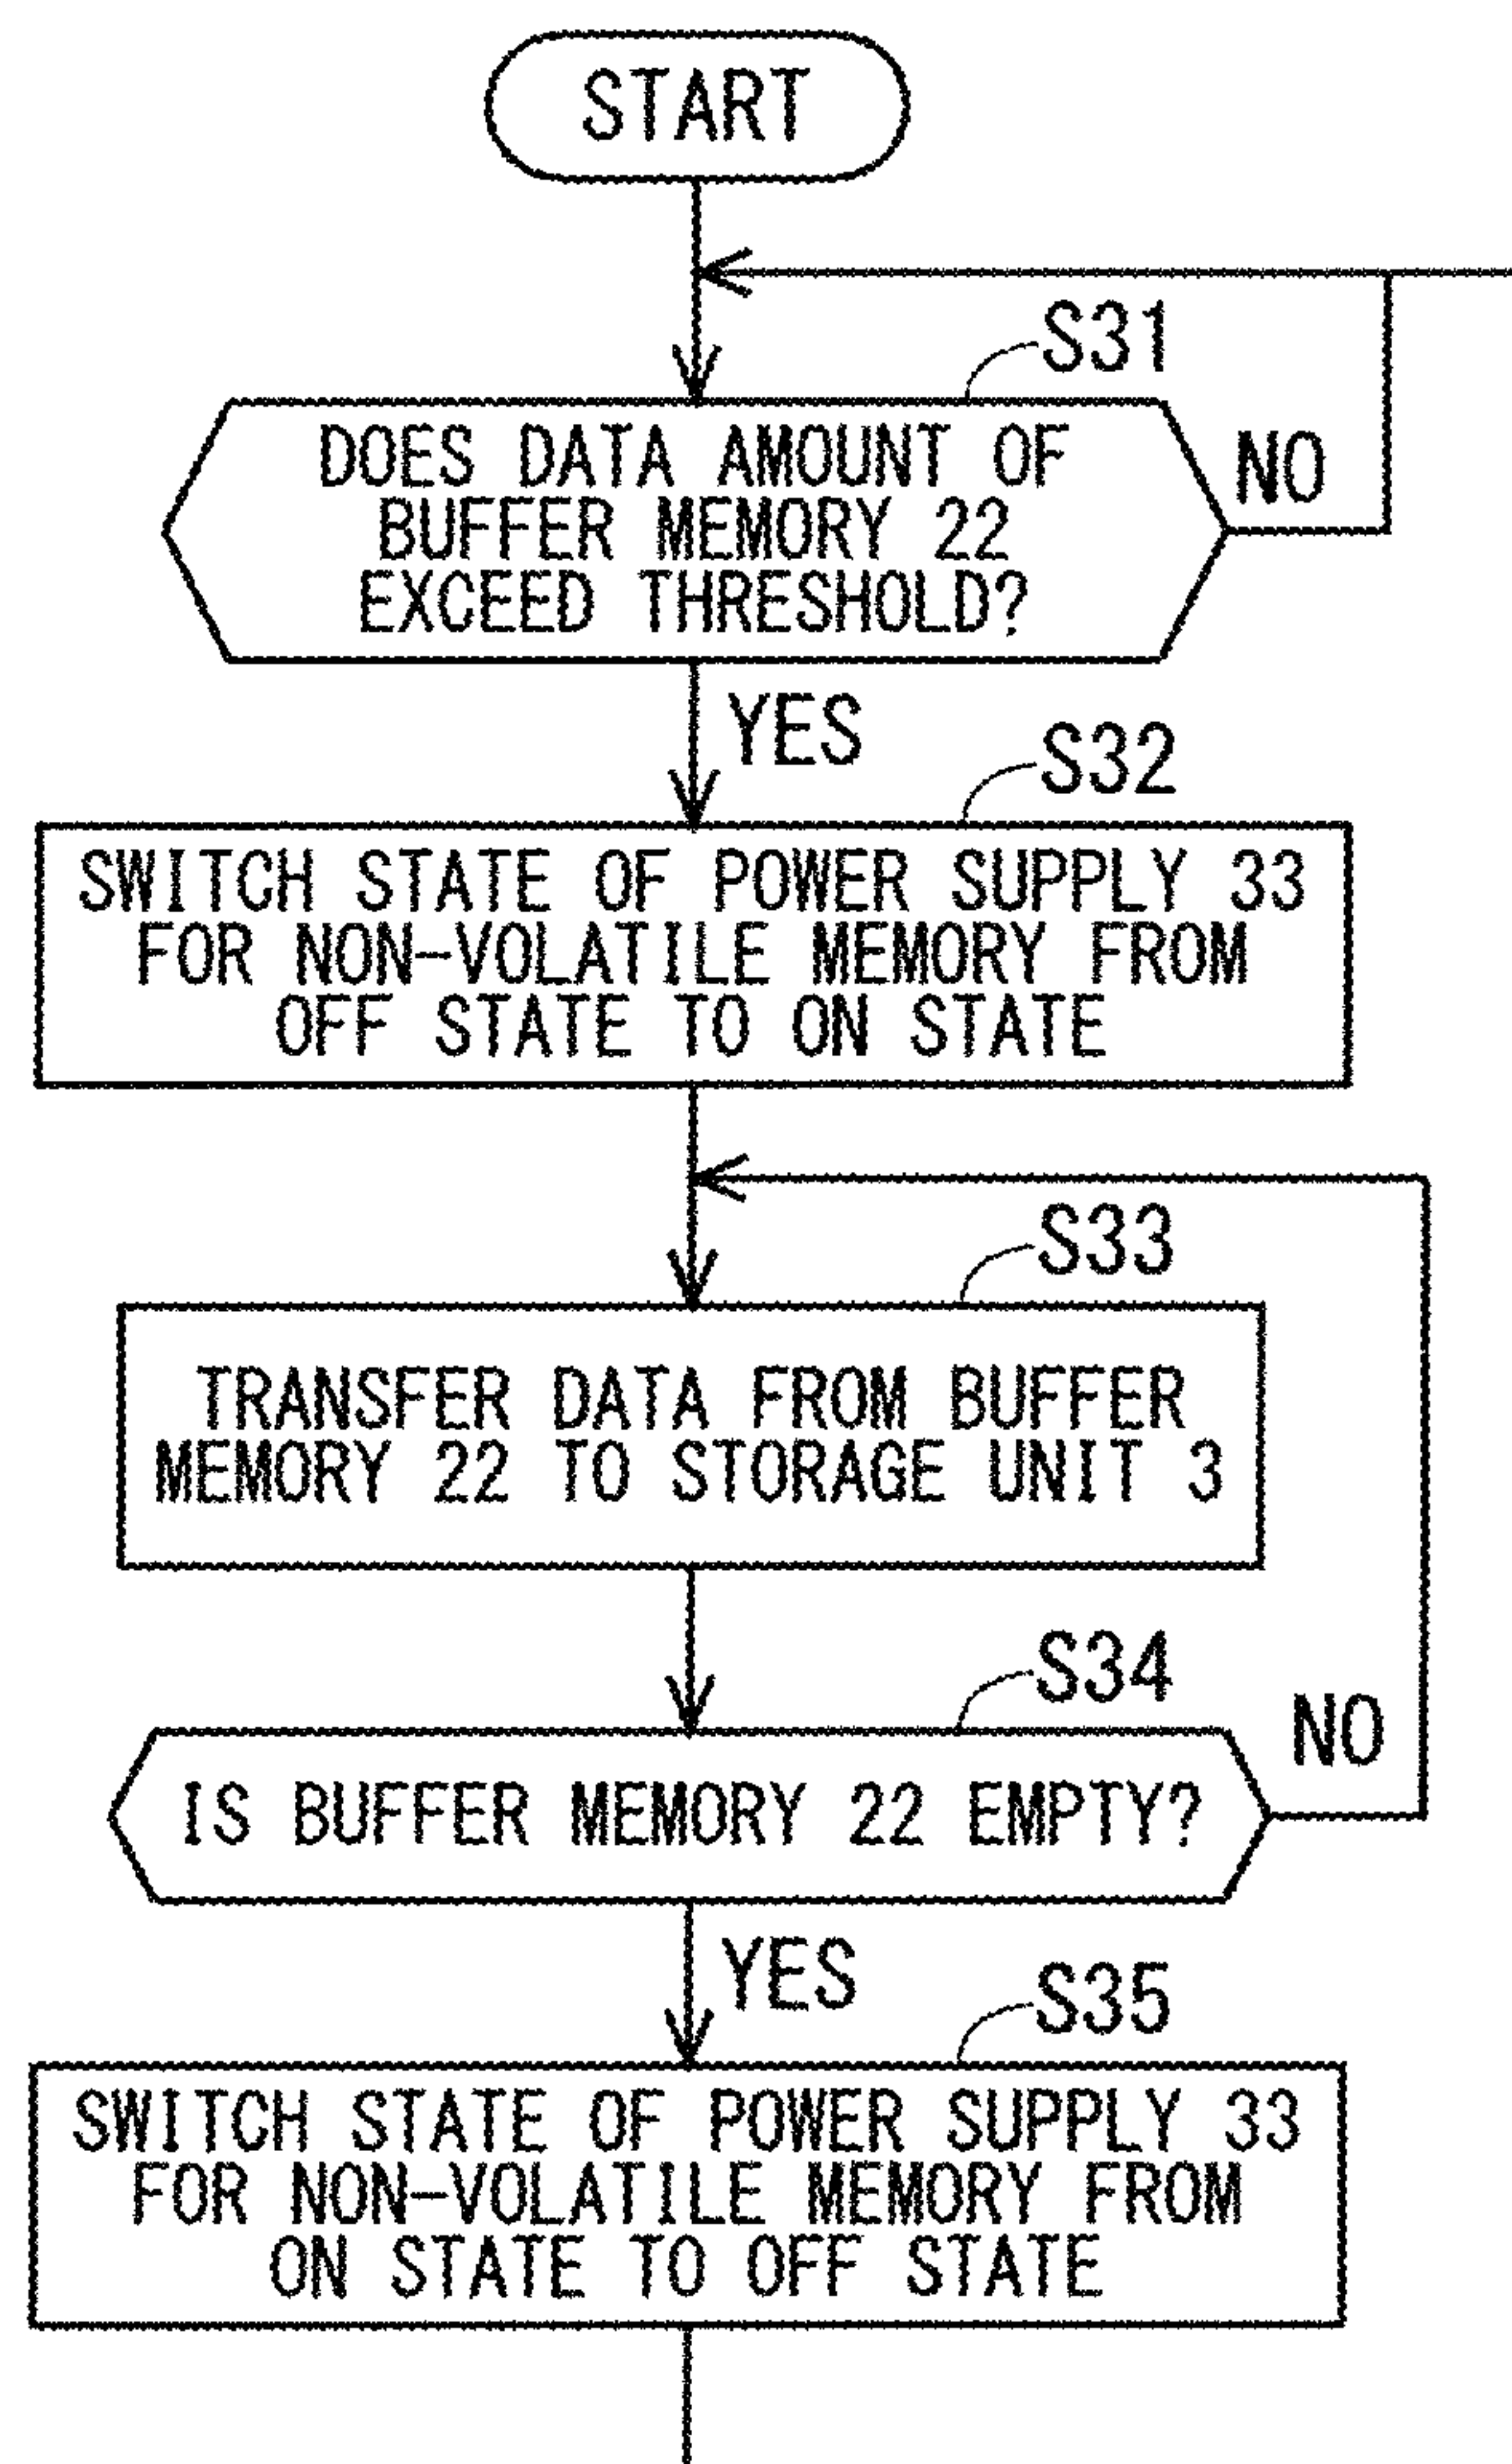 START
S31
DOES DATA AMOUNT OF
BUFFER MEMORY 22
EXCEED THRESHOLD?
NO
YES
S32
SWITCH STATE OF POWER SUPPLY 33
FOR NON-VOLATILE MEMORY FROM
OFF STATE TO ON STATE
S33
TRANSFER DATA FROM BUFFER
MEMORY 22 TO STORAGE UNIT 3
S34
IS BUFFER MEMORY 22 EMPTY?
NO
YES
S35
SWITCH STATE OF POWER SUPPLY 33
FOR NON-VOLATILE MEMORY FROM
ON STATE TO OFF STATE